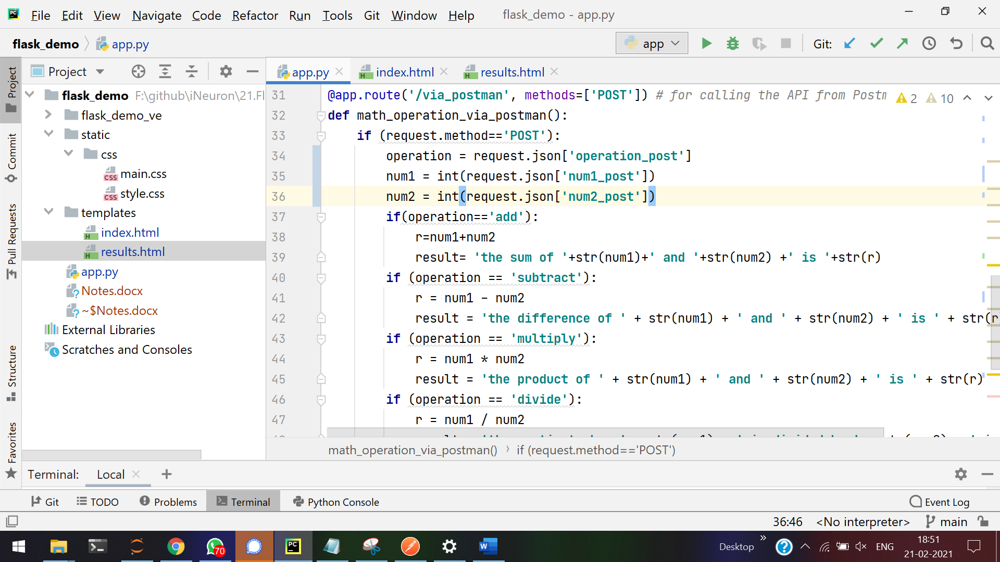 PC File Edit View Navigate Code Refactor Run Tools Git Window Help flask_demo - app.py
flask_demo app.py app Git:
Project
Commit
Pull Requests
Structure
Favorites
Project
flask_demo F:\github\iNeuron\21.Fl
flask_demo_ve
static
css
main.css
style.css
templates
index.html
results.html
app.py
Notes.docx
~$Notes.docx
External Libraries
Scratches and Consoles
app.py index.html results.html
2 10
31 @app.route('/via_postman', methods=['POST']) # for calling the API from Postm
32 def math_operation_via_postman():
33 if (request.method=='POST'):
34 operation = request.json['operation_post']
35 num1 = int(request.json['num1_post'])
36 num2 = int(request.json['num2_post'])
37 if(operation=='add'):
38 r=num1+num2
39 result= 'the sum of '+str(num1)+' and '+str(num2) +' is '+str(r)
40 if (operation == 'subtract'):
41 r = num1 - num2
42 result = 'the difference of ' + str(num1) + ' and ' + str(num2) + ' is ' + str(r
43 if (operation == 'multiply'):
44 r = num1 * num2
45 result = 'the product of ' + str(num1) + ' and ' + str(num2) + ' is ' + str(r)
46 if (operation == 'divide'):
47 r = num1 / num2
math_operation_via_postman() › if (request.method=='POST')
Terminal: Local
Git TODO Problems Terminal Python Console Event Log
36:46 <No interpreter> main
70 PC W Desktop » ENG 18:51
21-02-2021